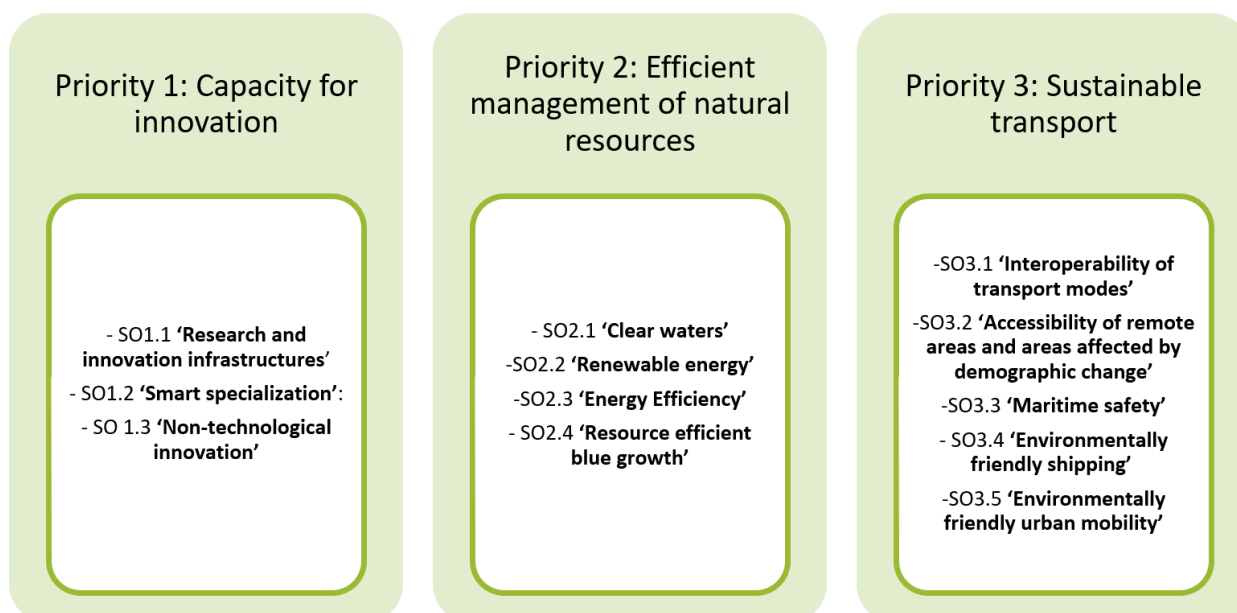 Priority 1: Capacity for
innovation
- SO1.1 ‘Research and
innovation infrastructures’
- SO1.2 ‘Smart specialization’:
- SO 1.3 ‘Non-technological
innovation’
Priority 2: Efficient
management of natural
resources
- SO2.1 ‘Clear waters’
-SO2.2 ‘Renewable energy’
-SO2.3 ‘Energy Efficiency’
- SO2.4 ‘Resource efficient
blue growth’
Priority 3: Sustainable
transport
-SO3.1 ‘Interoperability of
transport modes’
-SO3.2 ‘Accessibility of remote
areas and areas affected by
demographic change’
-SO3.3 ‘Maritime safety’
- SO3.4 ‘Environmentally
friendly shipping’
-SO3.5 ‘Environmentally
friendly urban mobility’